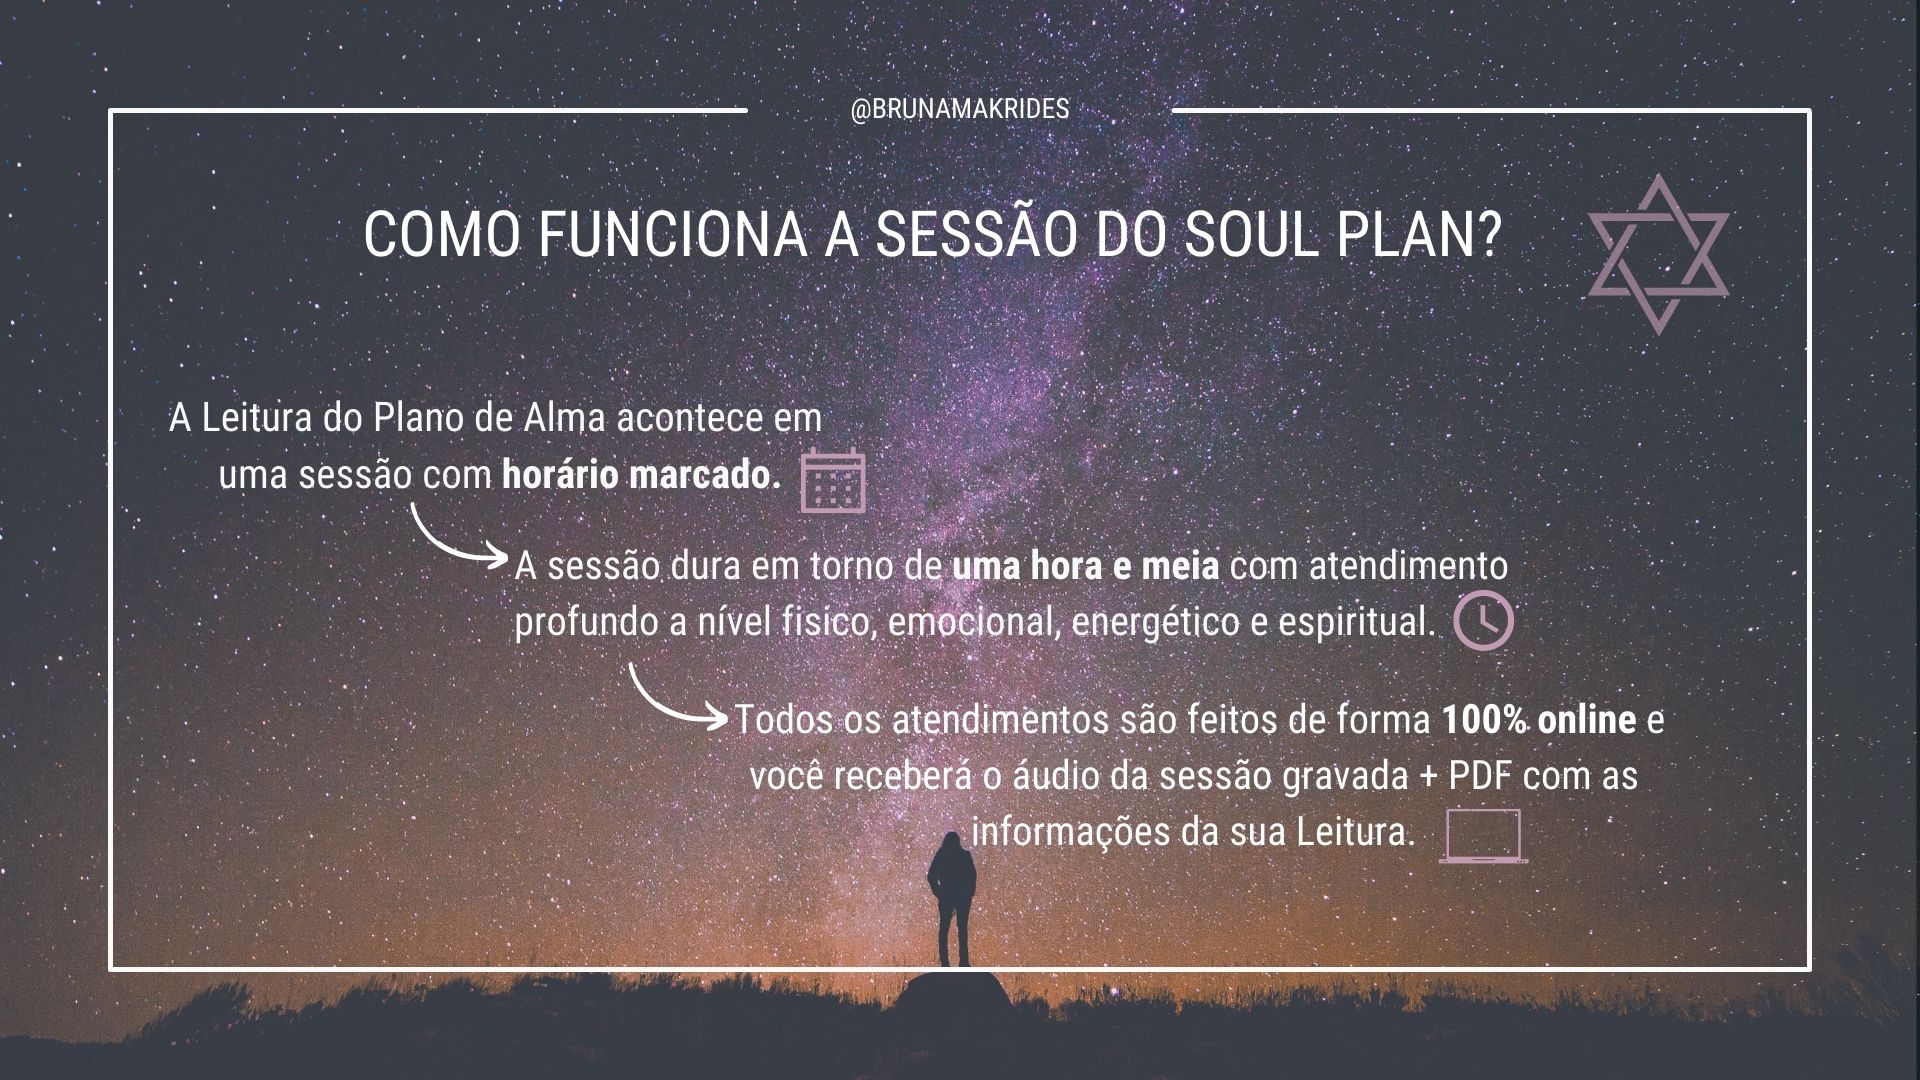 @BRUNAMAKRIDES
COMO FUNCIONA A SESSÃO DO SOUL PLAN?
A Leitura do Plano de Alma acontece em
uma sessão com horário marcado.
A sessão dura em torno de uma hora e meia com atendimento
profundo a nível fisico, emocional, energético e espiritual.
Todos os atendimentos são feitos de forma 100% online e
você receberá o áudio da sessão gravada + PDF com as
informações da sua Leitura.